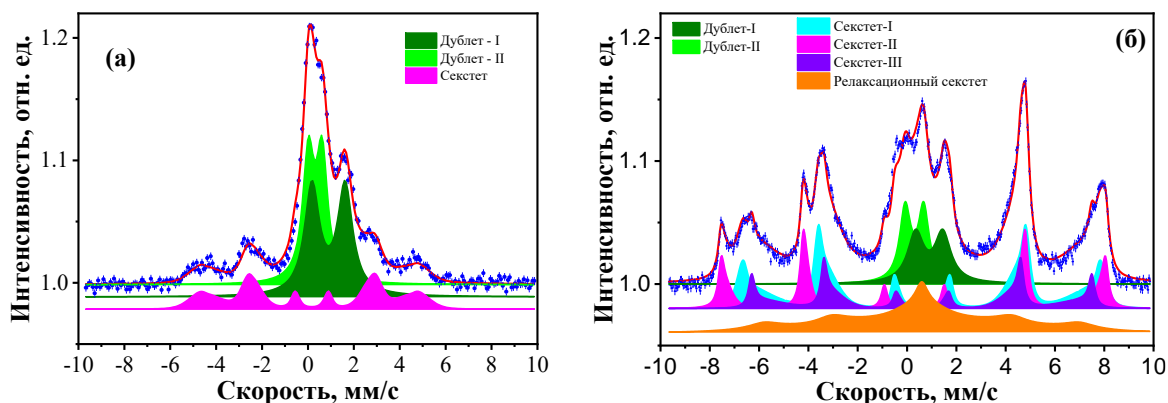 Интенсивность, отн. ед.
1.2
1.1
1.0
(а)
Дублет - I
Дублет - II
Секстет
-10 -8 -6 -4 -2 0 2 4 6 8 10
Скорость, мм/с
Интенсивность, отн. ед.
1.2
1.1
1.0
Дублет-I
Дублет-II
Секстет-I
Секстет-II
Секстет-III
Релаксационный секстет
(б)
-10 -8 -6 -4 -2 0 2 4 6 8 10
Скорость, мм/с